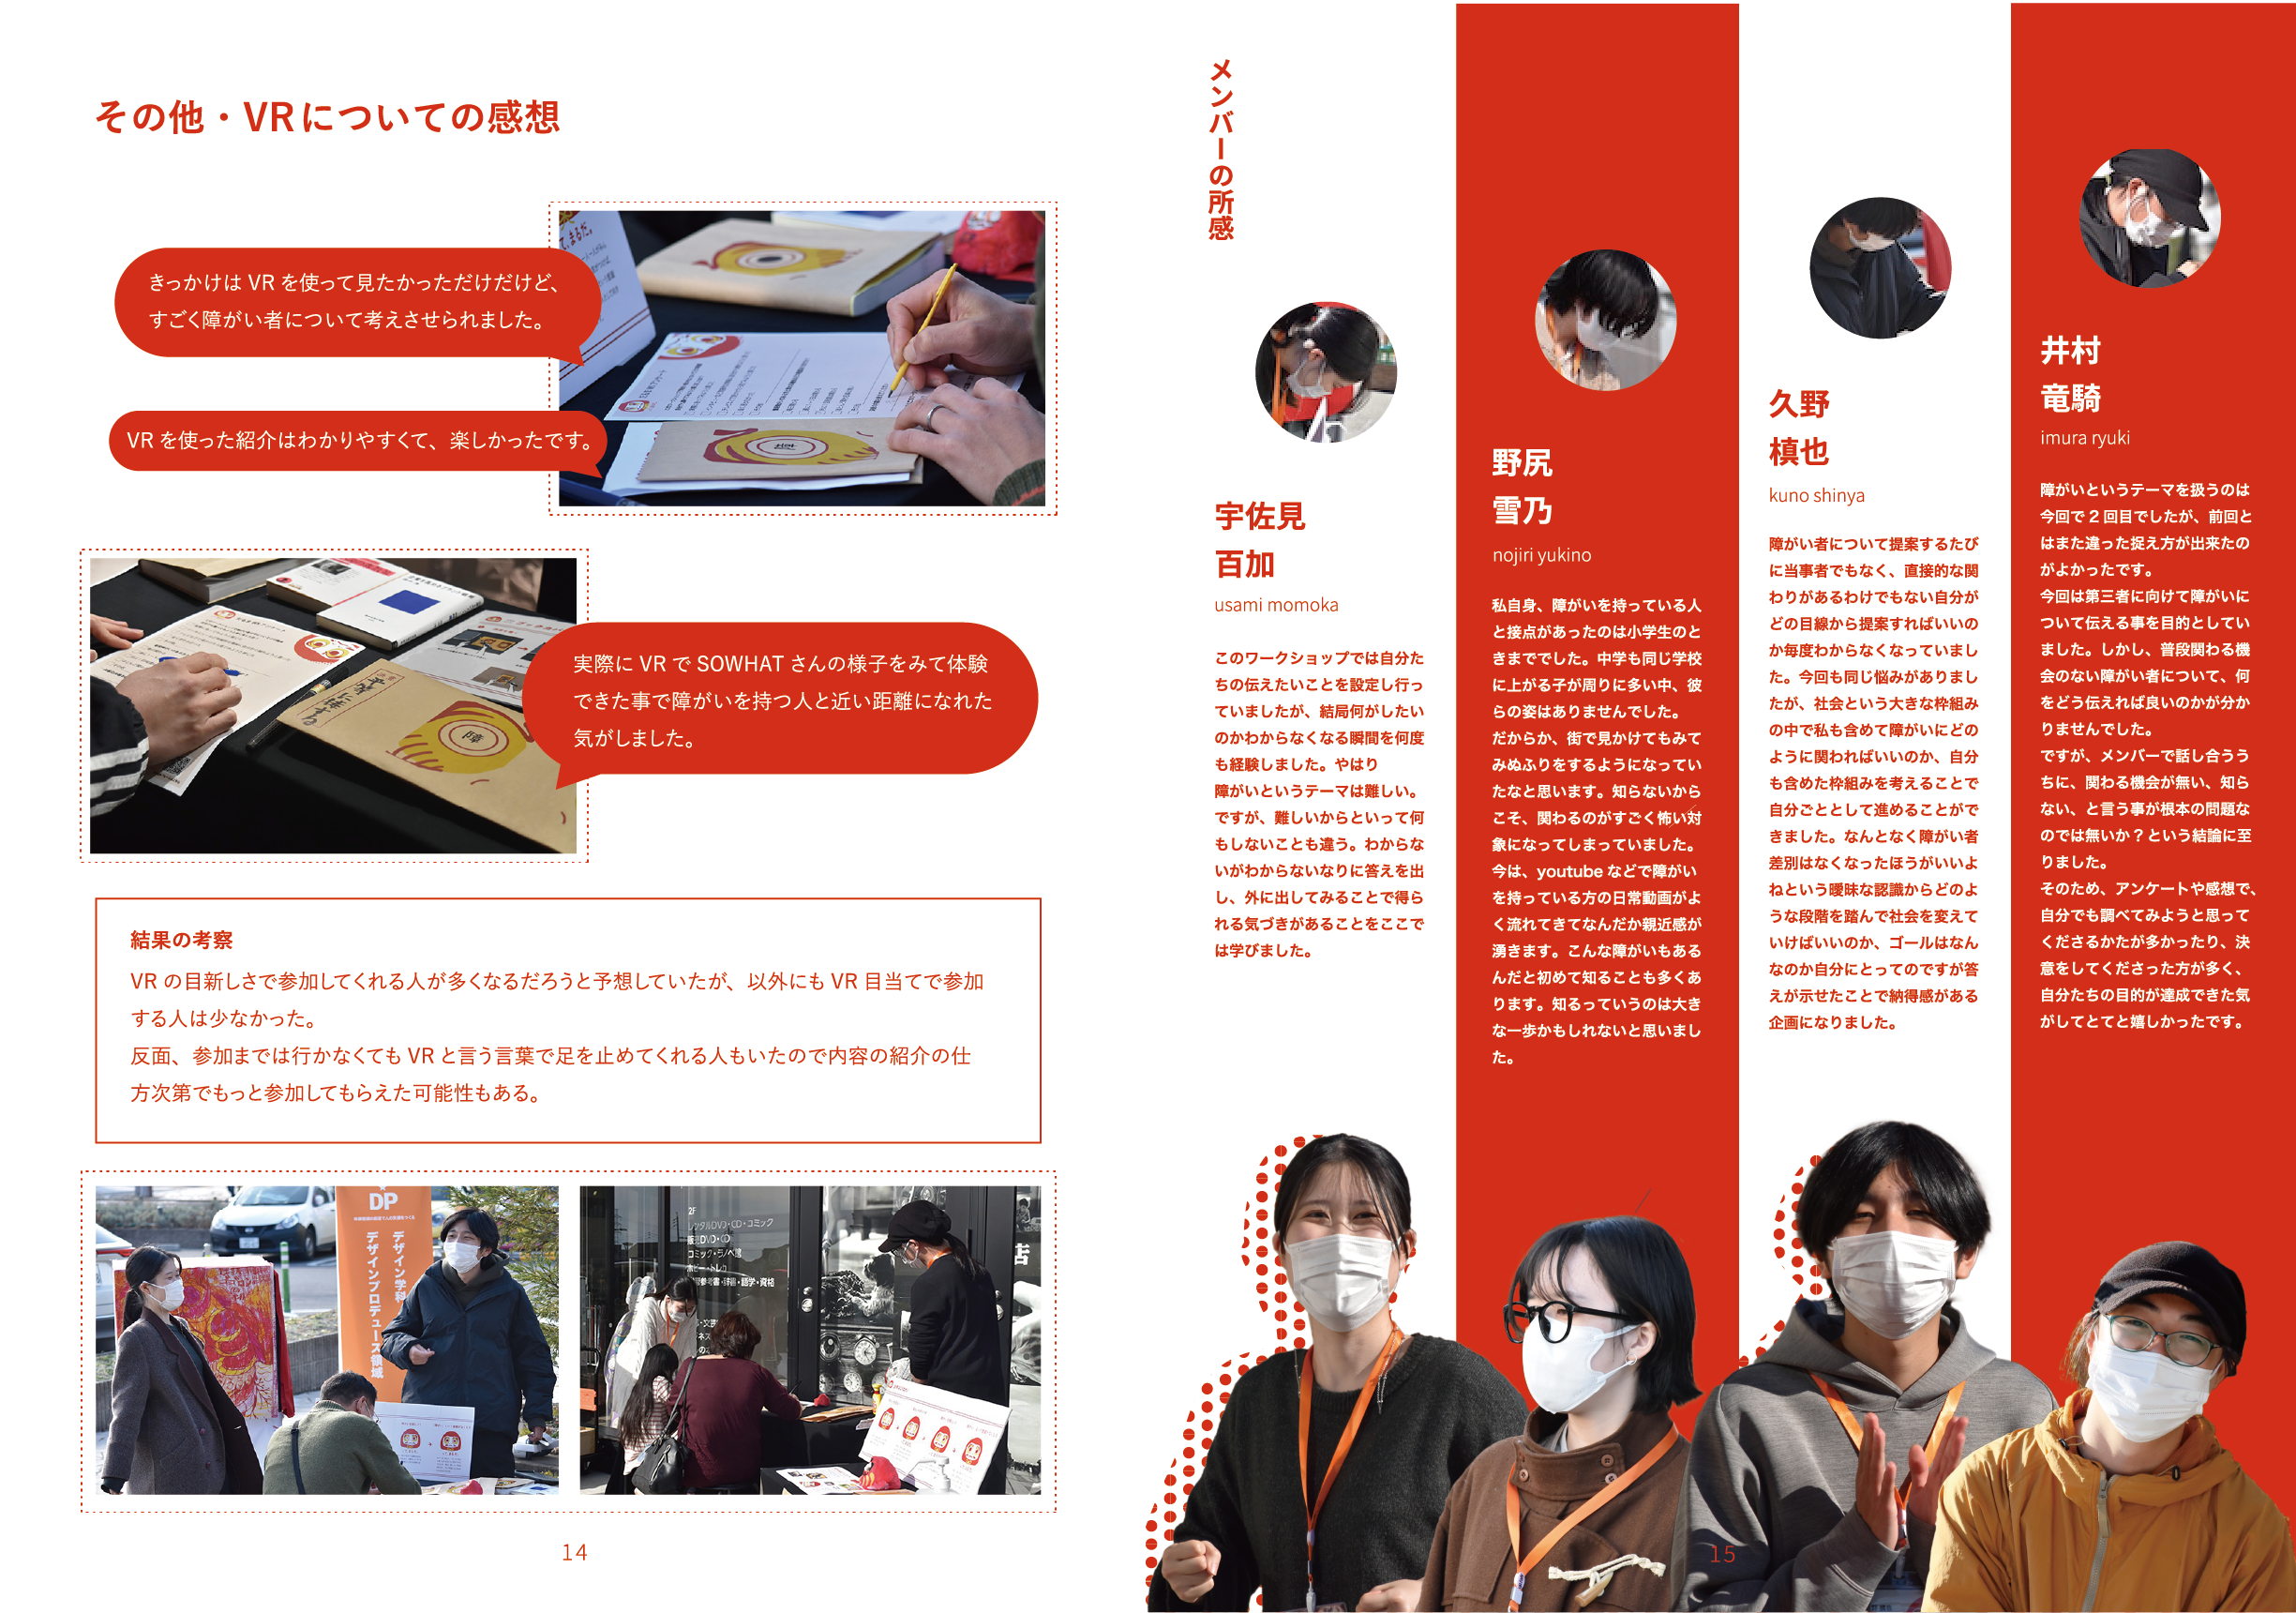 その他・VRについての感想
きっかけは VR を使って見たかっただけだけど、
すごく障がい者について考えさせられました。
VR を使った紹介はわかりやすくて、楽しかったです。
実際に VR で SOWHAT さんの様子をみて体験
できた事で障がいを持つ人と近い距離になれた
気がしました。
結果の考察
VR の目新しさで参加してくれる人が多くなるだろうと予想していたが、以外にも VR 目当てで参加
する人は少なかった。
反面、参加までは行かなくても VR と言う言葉で足を止めてくれる人もいたので内容の紹介の仕
方次第でもっと参加してもらえた可能性もある。
DP
デザイン学科
デザインプロデュース領域
2F
レンタルDVD・CD・コミック
販売DVD・CD
コミック・ラノベ
14
メンバーの所感
宇佐見
百加
usami momoka
このワークショップでは自分た
ちの伝えたいことを設定し行っ
ていましたが、結局何がしたい
のかわからなくなる瞬間を何度
も経験しました。やはり
障がいというテーマは難しい。
ですが、難しいからといって何
もしないことも違う。わからな
いがわからないなりに答えを出
し、外に出してみることで得ら
れる気づきがあることをここで
は学びました。
野尻
雪乃
nojiri yukino
私自身、障がいを持っている人
と接点があったのは小学生のと
きまででした。中学も同じ学校
に上がる子が周りに多い中、彼
らの姿はありませんでした。
だからか、街で見かけてもみて
みぬふりをするようになってい
たなと思います。知らないから
こそ、関わるのがすごく怖い対
象になってしまっていました。
今は、youtube などで障がい
を持っている方の日常動画がよ
く流れてきてなんだか親近感が
湧きます。こんな障がいもある
んだと初めて知ることも多くあ
ります。知るっていうのは大き
な一歩かもしれないと思いまし
た。
久野
槙也
kuno shinya
障がい者について提案するたび
に当事者でもなく、直接的な関
わりがあるわけでもない自分が
どの目線から提案すればいいの
か毎度わからなくなっていまし
た。今回も同じ悩みがありまし
たが、社会という大きな枠組み
の中で私も含めて障がいにどの
ように関わればいいのか、自分
も含めた枠組みを考えることで
自分ごととして進めることがで
きました。なんとなく障がい者
差別はなくなったほうがいいよ
ねという曖昧な認識からどのよ
うな段階を踏んで社会を変えて
いけばいいのか、ゴールはなん
なのか自分にとってのですが答
えが示せたことで納得感がある
企画になりました。
井村
竜騎
imura ryuki
障がいというテーマを扱うのは
今回で 2 回目でしたが、前回と
はまた違った捉え方が出来たの
がよかったです。
今回は第三者に向けて障がいに
ついて伝える事を目的としてい
ました。しかし、普段関わる機
会のない障がい者について、何
をどう伝えれば良いのかが分か
りませんでした。
ですが、メンバーで話し合うう
ちに、関わる機会が無い、知ら
ない、と言う事が根本の問題な
のでは無いか？という結論に至
りました。
そのため、アンケートや感想で、
自分でも調べてみようと思って
くださるかたが多かったり、決
意をしてくださった方が多く、
自分たちの目的が達成できた気
がしてとてと嬉しかったです。
15